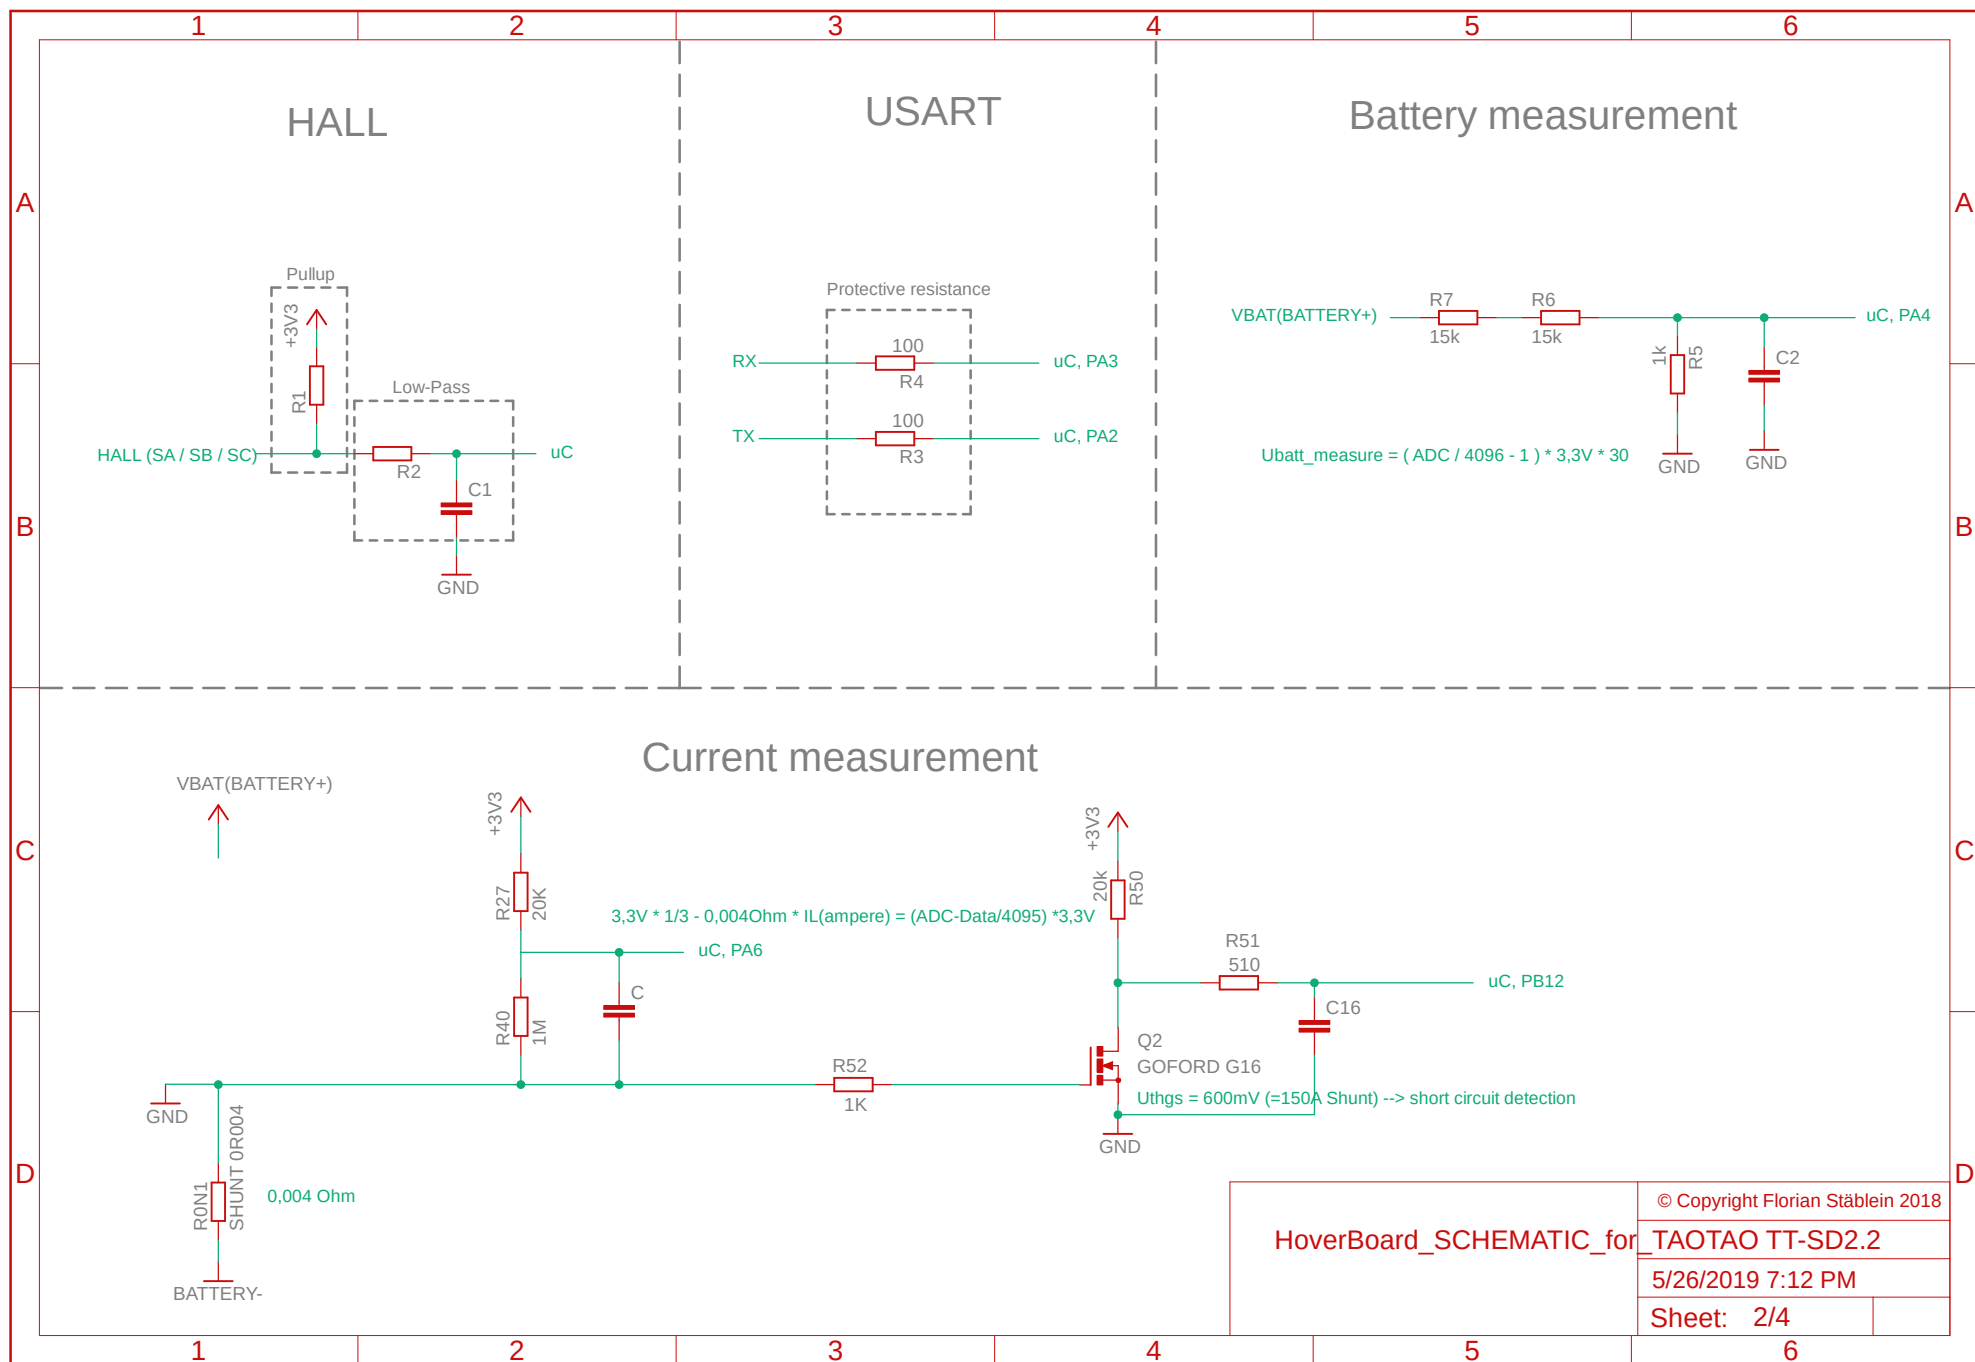 1 2 3 4 5 6
HALL
USART
Battery measurement
A
A
Pullup
+3V3
R1
Low-Pass
HALL (SA / SB / SC)
R2
uC
C1
GND
Protective resistance
RX
100
R4
uC, PA3
TX
100
R3
uC, PA2
VBAT(BATTERY+)
R7
15k
R6
15k
uC, PA4
1k
R5
C2
Ubatt_measure = ( ADC / 4096 - 1 ) * 3,3V * 30
GND
GND
B
B
Current measurement
VBAT(BATTERY+)
+3V3
+3V3
C
C
R27
20K
3,3V * 1/3 - 0,004Ohm * IL(ampere) = (ADC-Data/4095) *3,3V
20k
R50
uC, PA6
R51
510
uC, PB12
C
C16
R40
1M
Q2
GOFORD G16
R52
1K
Uthgs = 600mV (=150A Shunt) --> short circuit detection
GND
GND
R0N1
SHUNT 0R004
0,004 Ohm
BATTERY-
D
D
© Copyright Florian Stäblein 2018
HoverBoard_SCHEMATIC_for_TAOTAO TT-SD2.2
5/26/2019 7:12 PM
Sheet: 2/4
1 2 3 4 5 6